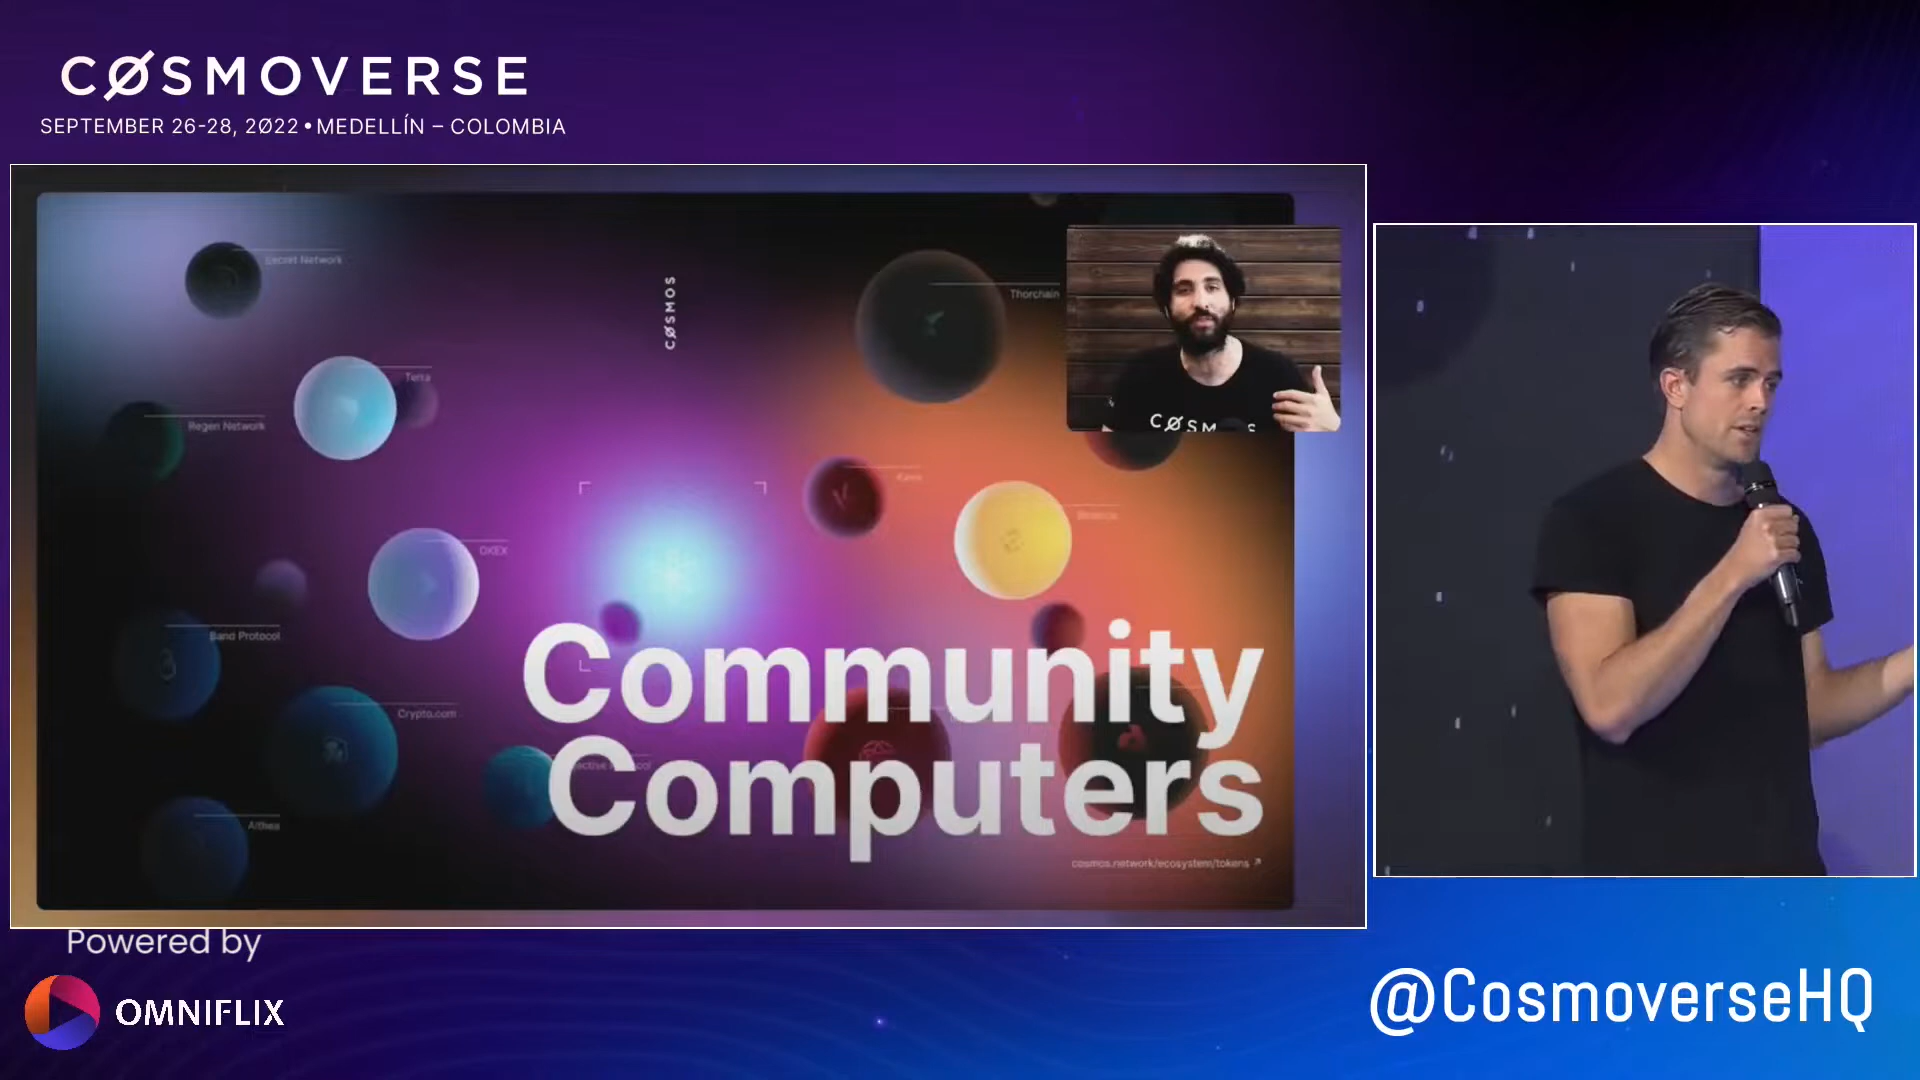 CØSMOVERSE
SEPTEMBER 26-28, 2Ø22 • MEDELLÍN – COLOMBIA
Secret Network
CØSMOS
Thorchain
Terra
Regen Network
CØSM S
Kava
Binance
OKEX
Band Protocol
Crypto.com
Althea
Community
Computers
cosmos.network/ecosystem/tokens ↗
Powered by
OMNIFLIX
@CosmoverseHQ